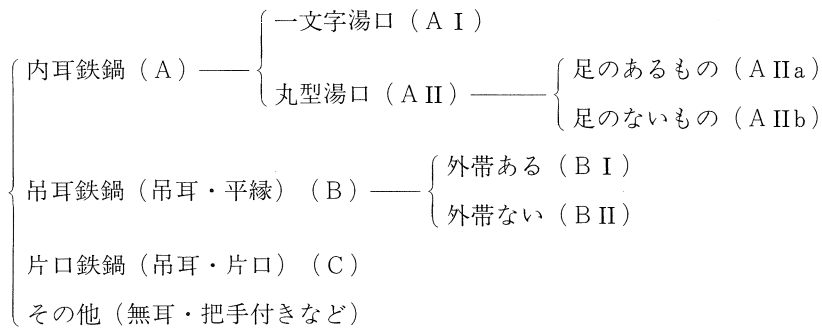 一文字湯口（AⅠ）
内耳鉄鍋（A）
丸型湯口（AⅡ）
足のあるもの（AⅡa）
足のないもの（AⅡb）
吊耳鉄鍋（吊耳・平縁）（B）
外帯ある（BⅠ）
外帯ない（BⅡ）
片口鉄鍋（吊耳・片口）（C）
その他（無耳・把手付きなど）